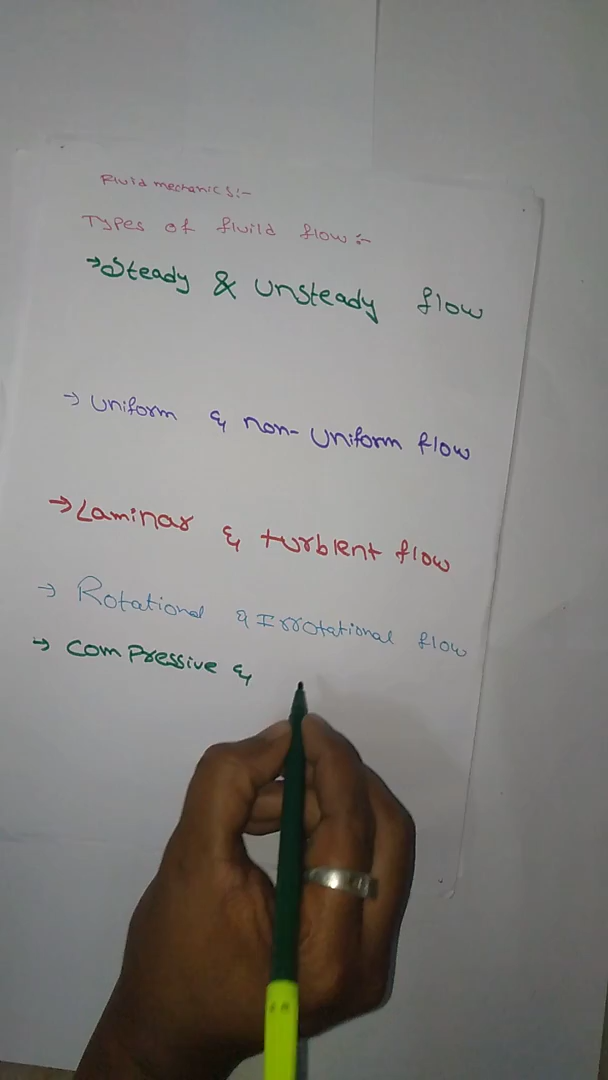 Fluid mechanics:-
Types of fluild flow:-
→Steady & unsteady flow
→ uniform & non-uniform flow
→Laminar & turblent flow
→ Rotational & Irrotational flow
→ compressive &